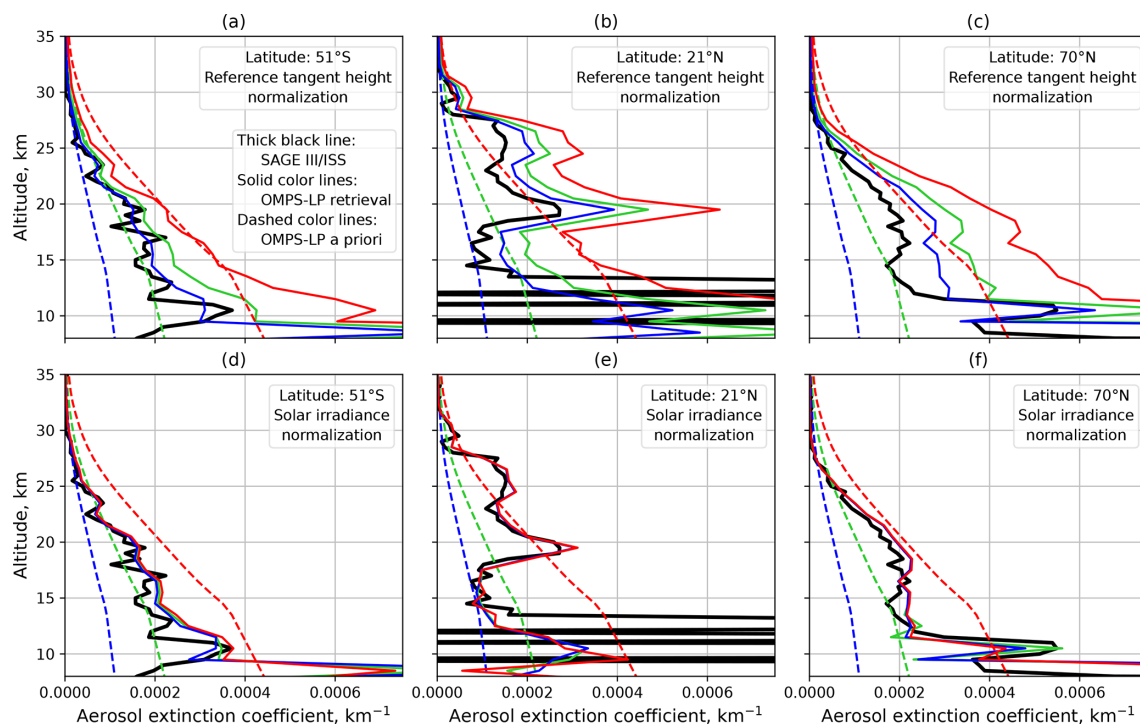 (a)
(b)
(c)
35
30
25
20
15
10
Altitude, km
Latitude: 51°S
Reference tangent height
normalization
Thick black line:
SAGE III/ISS
Solid color lines:
OMPS-LP retrieval
Dashed color lines:
OMPS-LP a priori
Latitude: 21°N
Reference tangent height
normalization
Latitude: 70°N
Reference tangent height
normalization
(d)
(e)
(f)
35
30
25
20
15
10
Altitude, km
Latitude: 51°S
Solar irradiance
normalization
Latitude: 21°N
Solar irradiance
normalization
Latitude: 70°N
Solar irradiance
normalization
0.0000 0.0002 0.0004 0.0006
0.0000 0.0002 0.0004 0.0006
0.0000 0.0002 0.0004 0.0006
Aerosol extinction coefficient, km⁻¹
Aerosol extinction coefficient, km⁻¹
Aerosol extinction coefficient, km⁻¹